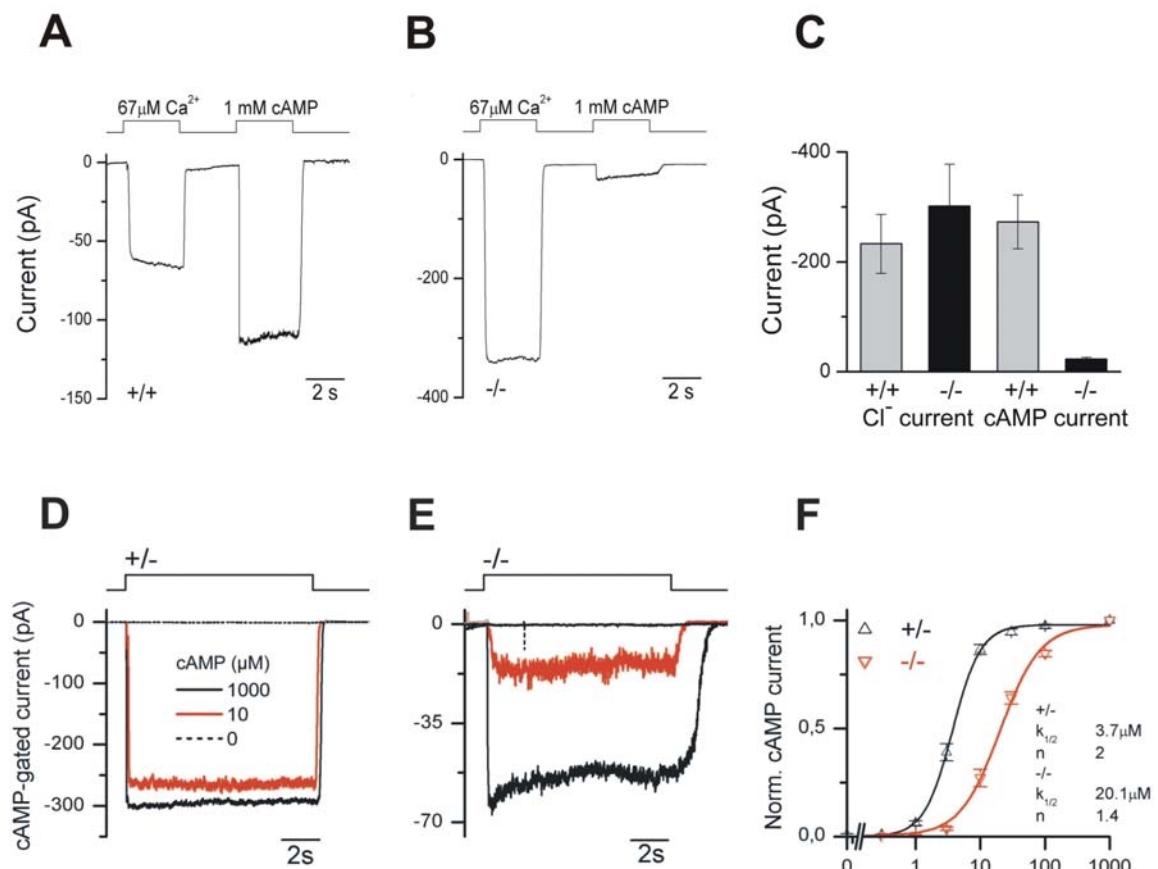 A
67µM Ca²⁺
1 mM cAMP
Current (pA)
0
-50
-100
-150
+/+
2 s
B
67µM Ca²⁺
1 mM cAMP
0
-200
-400
-/-
2 s
C
Current (pA)
-400
-200
0
+/+
-/-
+/+
-/-
Cl⁻ current
cAMP current
D
+/-
cAMP-gated current (pA)
0
-100
-200
-300
cAMP (µM)
1000
10
0
2s
E
-/-
0
-35
-70
2s
F
Norm. cAMP current
1,0
0,5
0,0
+/-
-/-
+/-
k1/2 3.7µM
n 2
-/-
k1/2 20.1µM
n 1.4
0
1
10
100
1000